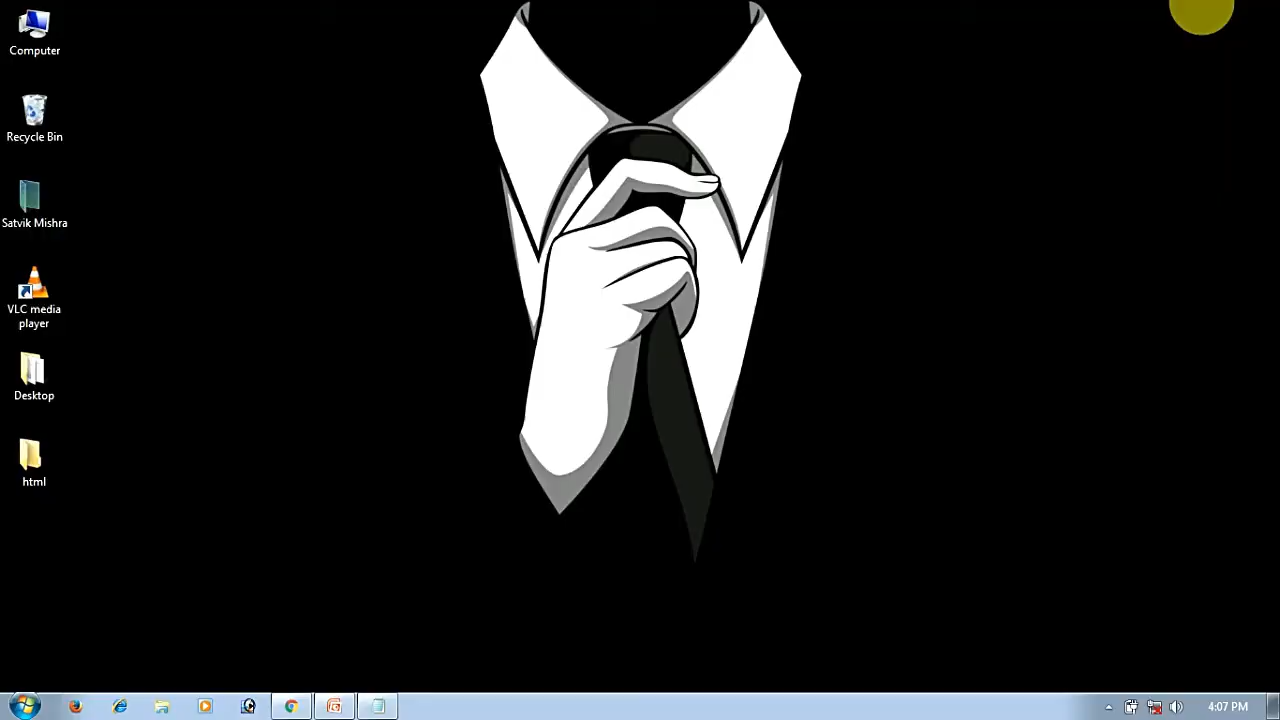 Computer
Recycle Bin
Satvik Mishra
VLC media
player
Desktop
html
4:07 PM